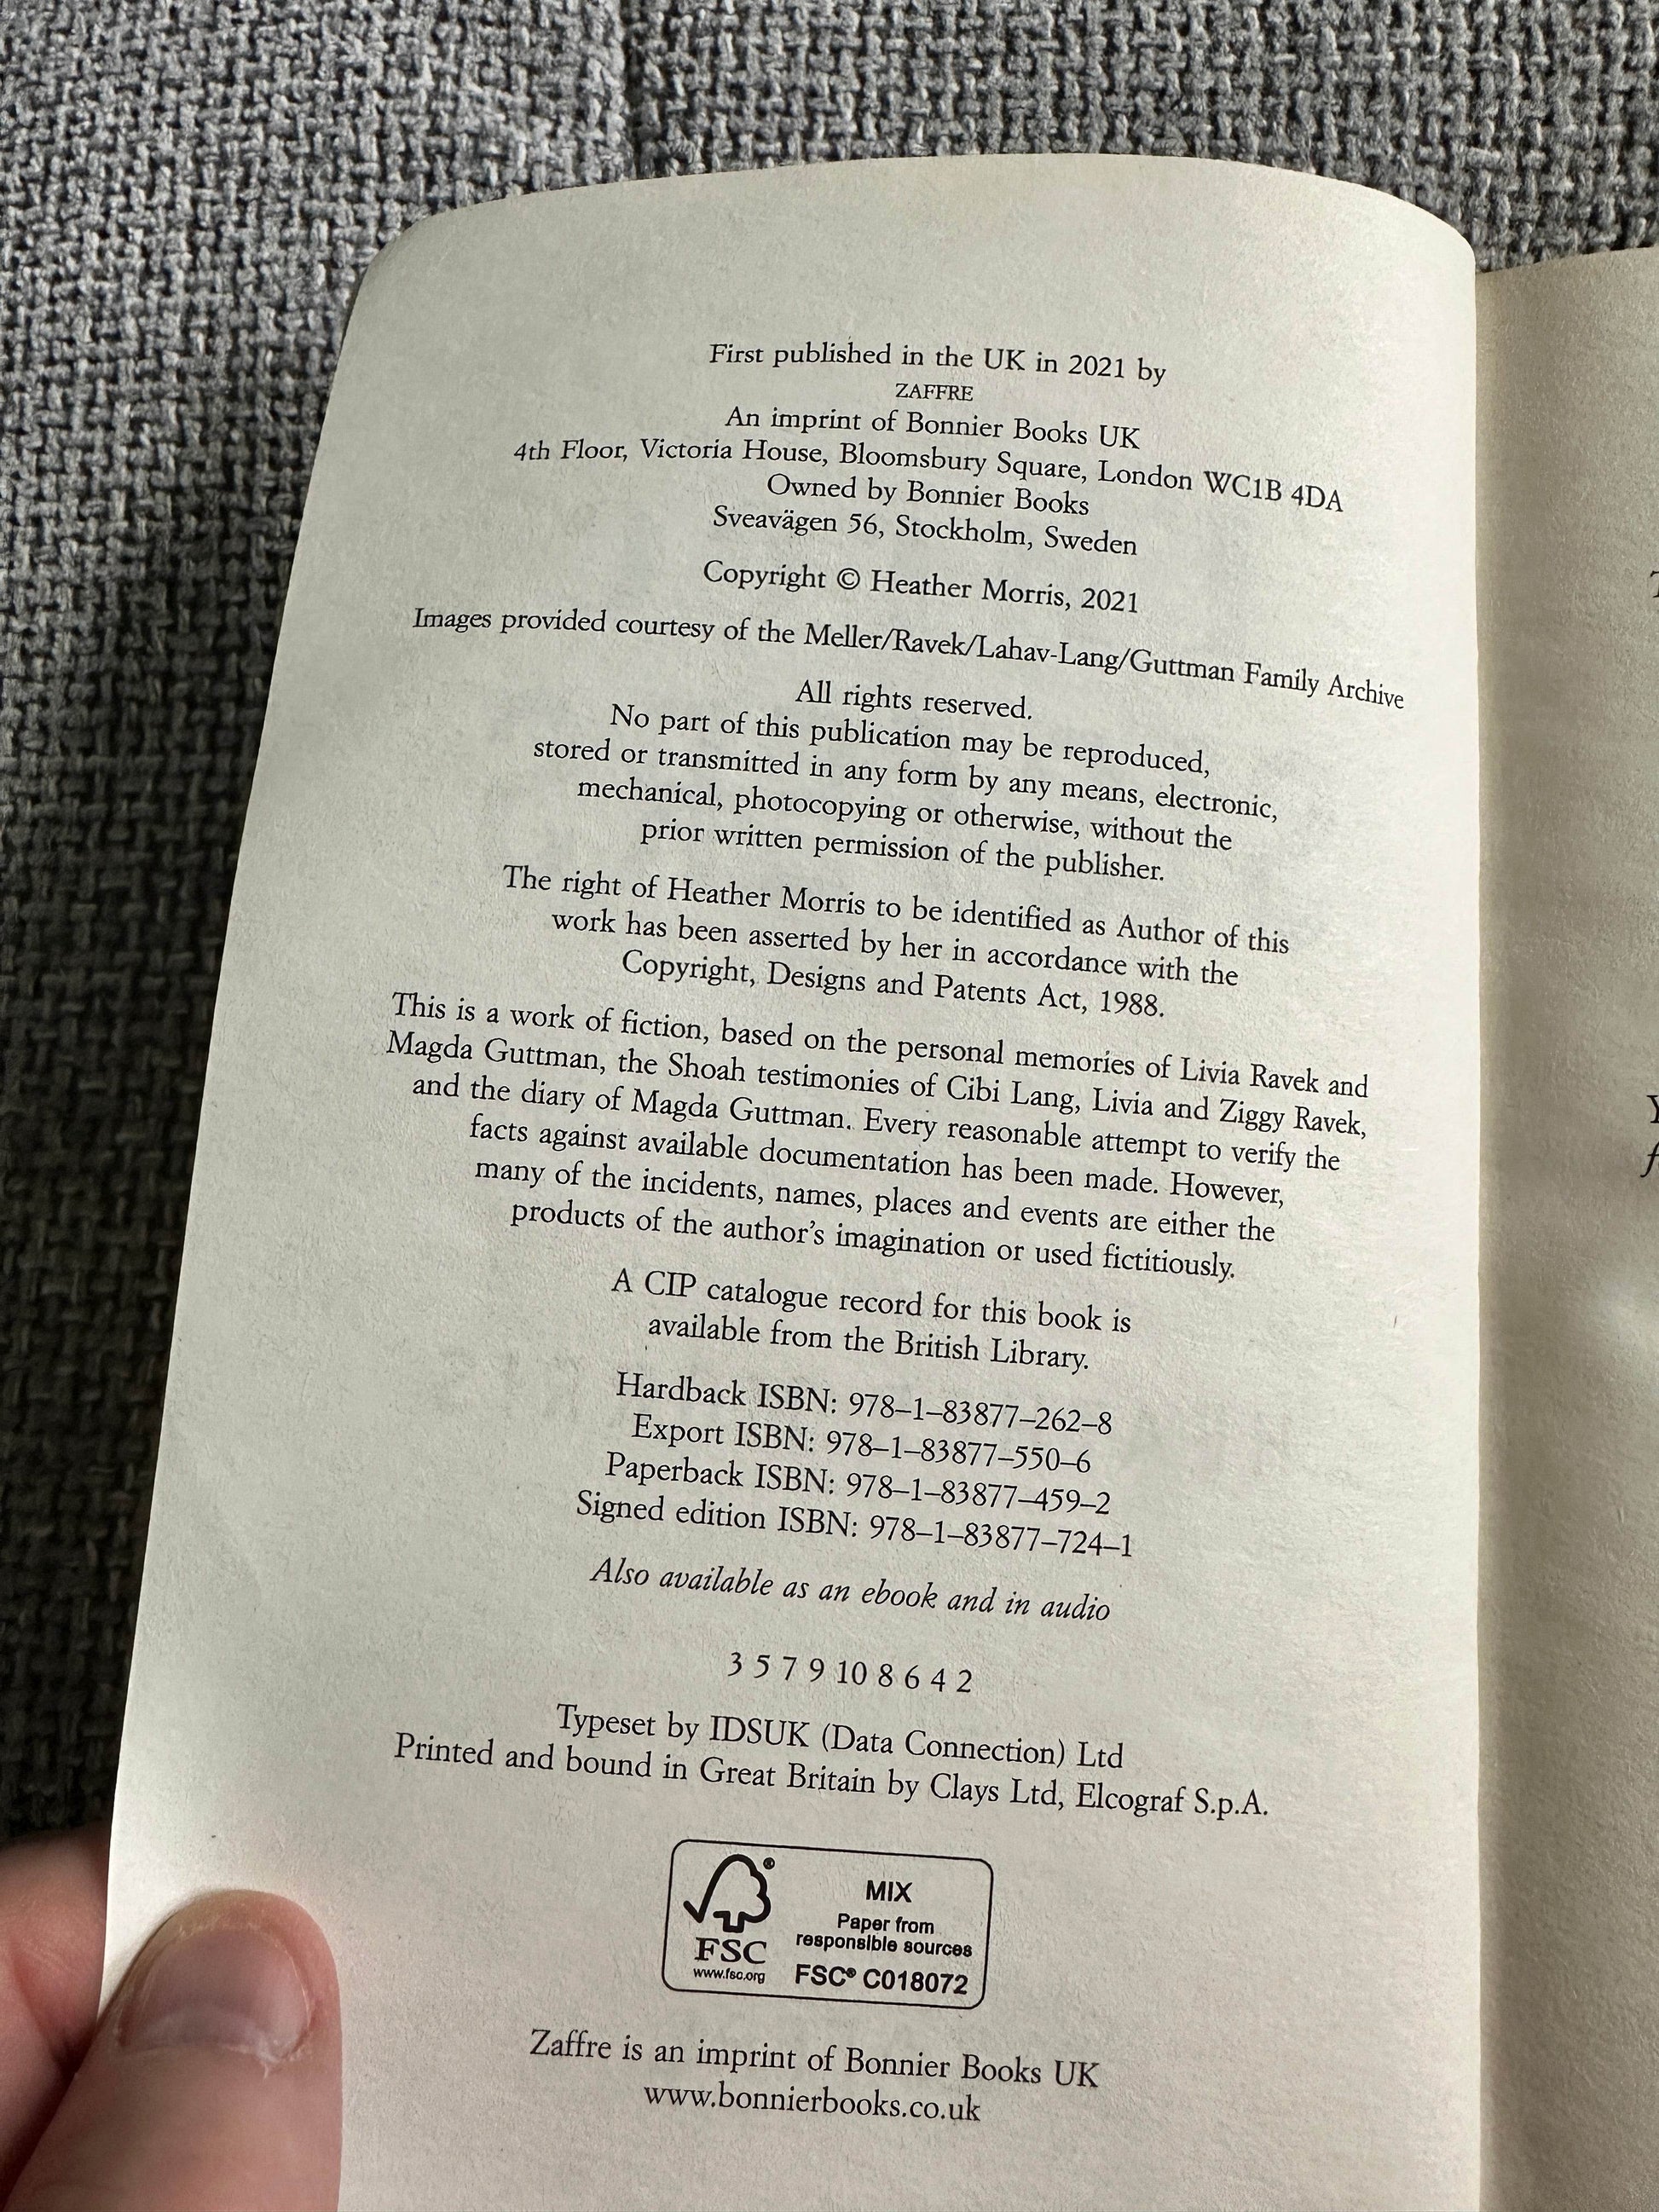 First published in the UK in 2021 by
ZAFFRE
An imprint of Bonnier Books UK
4th Floor, Victoria House, Bloomsbury Square, London WC1B 4DA
Owned by Bonnier Books
Sveavägen 56, Stockholm, Sweden
Copyright © Heather Morris, 2021
Images provided courtesy of the Meller/Ravek/Lahav-Lang/Guttman Family Archive
All rights reserved.
No part of this publication may be reproduced,
stored or transmitted in any form by any means, electronic,
mechanical, photocopying or otherwise, without the
prior written permission of the publisher.
The right of Heather Morris to be identified as Author of this
work has been asserted by her in accordance with the
Copyright, Designs and Patents Act, 1988.
This is a work of fiction, based on the personal memories of Livia Ravek and
Magda Guttman, the Shoah testimonies of Cibi Lang, Livia and Ziggy Ravek,
and the diary of Magda Guttman. Every reasonable attempt to verify the
facts against available documentation has been made. However,
many of the incidents, names, places and events are either the
products of the author's imagination or used fictitiously.
A CIP catalogue record for this book is
available from the British Library.
Hardback ISBN: 978–1–83877–262–8
Export ISBN: 978–1–83877–550–6
Paperback ISBN: 978–1–83877–459–2
Signed edition ISBN: 978–1–83877–724–1
Also available as an ebook and in audio
3 5 7 9 10 8 6 4 2
Typeset by IDSUK (Data Connection) Ltd
Printed and bound in Great Britain by Clays Ltd, Elcograf S.p.A.
FSC
www.fsc.org
MIX
Paper from
responsible sources
FSC® C018072
Zaffre is an imprint of Bonnier Books UK
www.bonnierbooks.co.uk